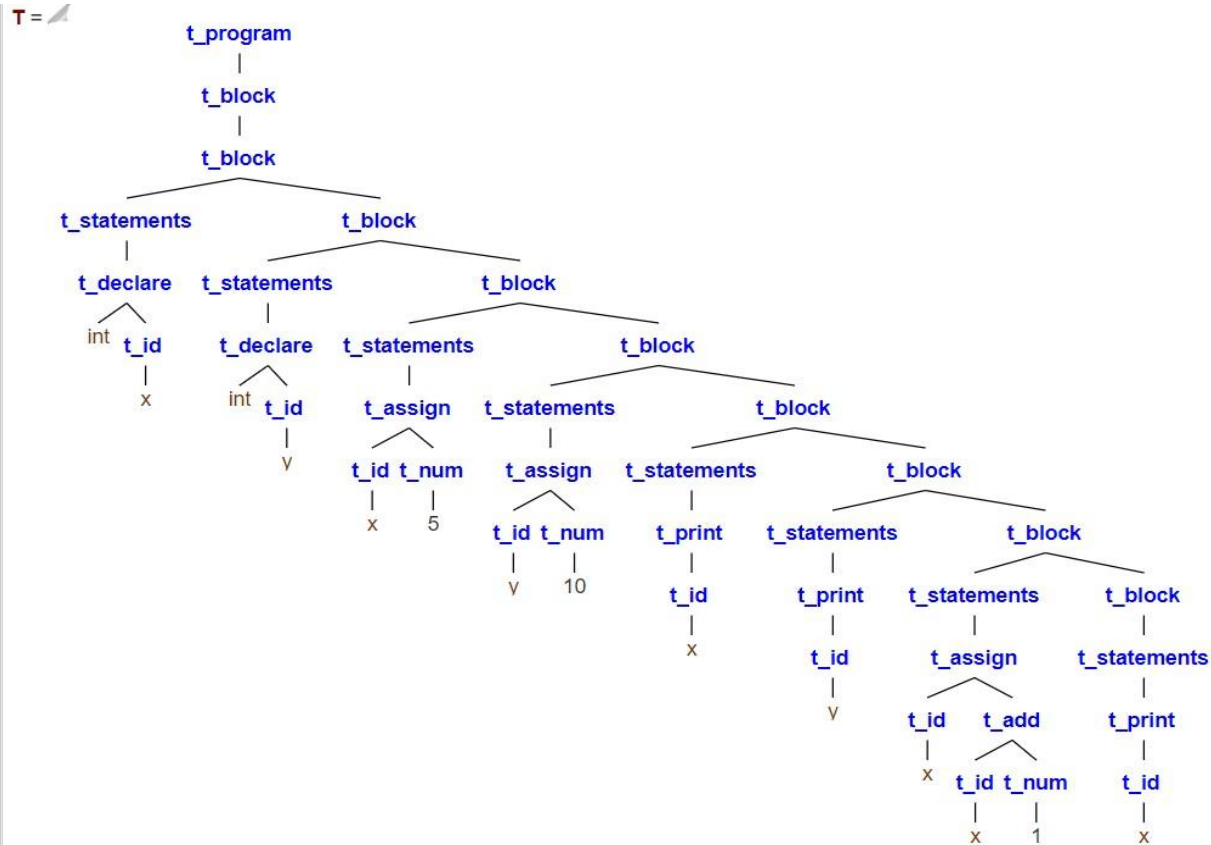 T =
t_program
t_block
t_block
t_statements t_block
t_declare t_statements t_block
int t_id t_declare t_statements t_block
x int t_id t_assign t_statements t_block
y t_id t_num t_assign t_statements t_block
x 5 t_id t_num t_print t_statements t_block
y 10 t_id t_print t_statements t_block
x t_id t_assign t_statements
y t_id t_add t_print
x t_id t_num t_id
x 1 x